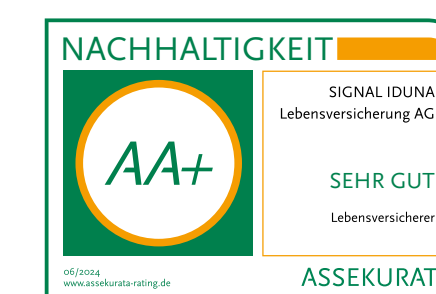 NACHHALTIGKEIT
AA+
SIGNAL IDUNA
Lebensversicherung AG
SEHR GUT
Lebensversicherer
06/2024
www.assekurata-rating.de
ASSEKURAT